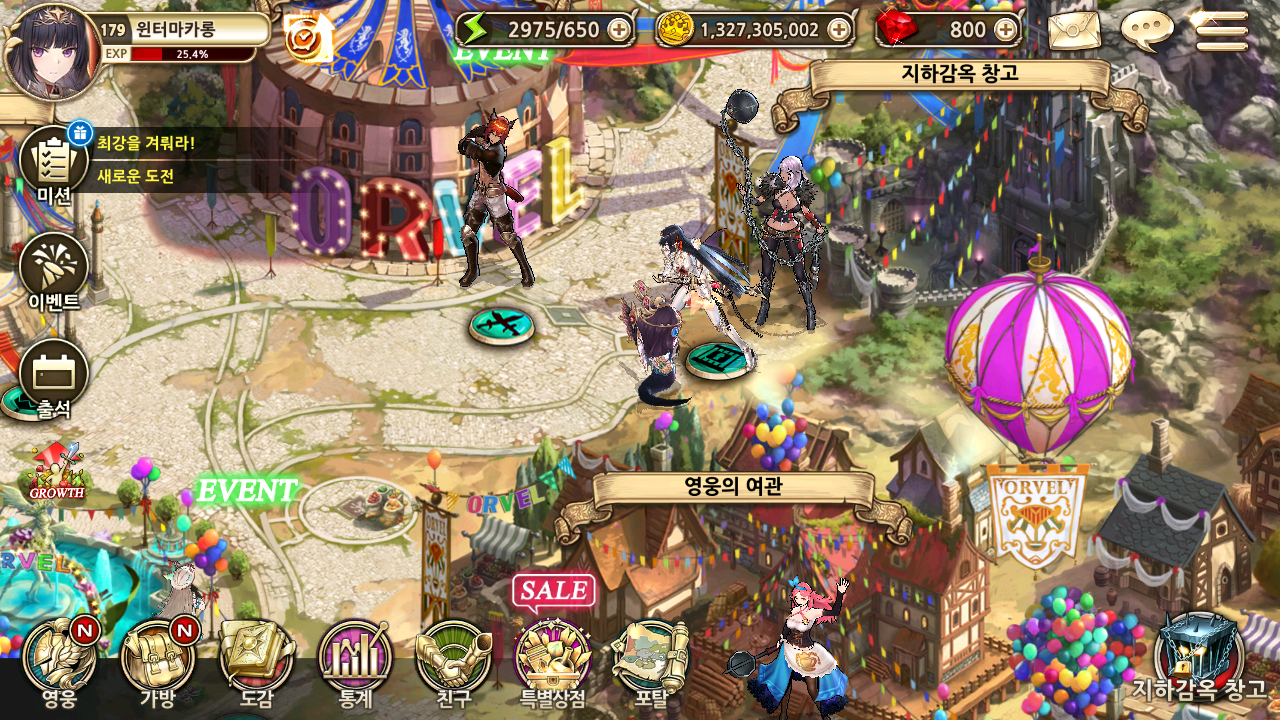 179 윈터마카롱
EXP 25.4%
2975/650
1,327,305,002
800
EVENT
지하감옥 창고
최강을 겨뤄라!
새로운 도전
미션
ORVEL
이벤트
출석
GROWTH
EVENT
ORVEL
영웅의 여관
ORVEL
ORVEL
RVEL
SALE
N
N
영웅
가방
도감
통계
친구
특별상점
포탈
지하감옥 창고